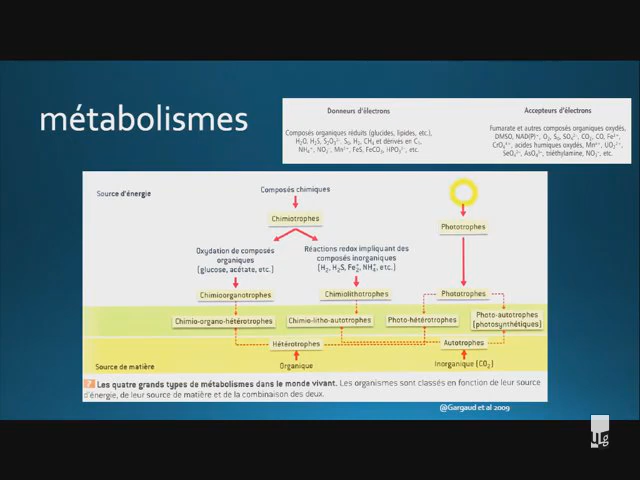 métabolismes
Donneurs d'électrons
Composés organiques réduits (glucides, lipides, etc.),
H₂O, H₂S, S₂O₃²⁻, S₀, H₂, CH₄ et dérivés en C₁,
NH₄⁺, NO₂⁻, Mn²⁺, FeS, FeCO₃, HPO₃²⁻, etc.
Accepteurs d'électrons
Fumarate et autres composés organiques oxydés,
DMSO, NAD(P)⁺, O₂, S₀, SO₄²⁻, CO₂, CO, Fe³⁺,
CrO₄²⁻, acides humiques oxydés, Mn⁴⁺, UO₂²⁺,
SeO₄²⁻, AsO₄³⁻, triéthylamine, NO₃⁻, etc.
Source d'énergie
Composés chimiques
Chimiotrophes
Phototrophes
Oxydation de composés
organiques
(glucose, acétate, etc.)
Réactions redox impliquant des
composés inorganiques
(H₂, H₂S, Fe₂⁺, NH₄⁺, etc.)
Chimioorganotrophes
Chimiolithotrophes
Phototrophes
Chimio-organo-hétérotrophes
Chimio-litho-autotrophes
Photo-hétérotrophes
Photo-autotrophes
(photosynthétiques)
Hétérotrophes
Autotrophes
Source de matière
Organique
Inorganique (CO₂)
7 Les quatre grands types de métabolismes dans le monde vivant. Les organismes sont classés en fonction de leur source
d'énergie, de leur source de matière et de la combinaison des deux.
@Gargaud et al 2009